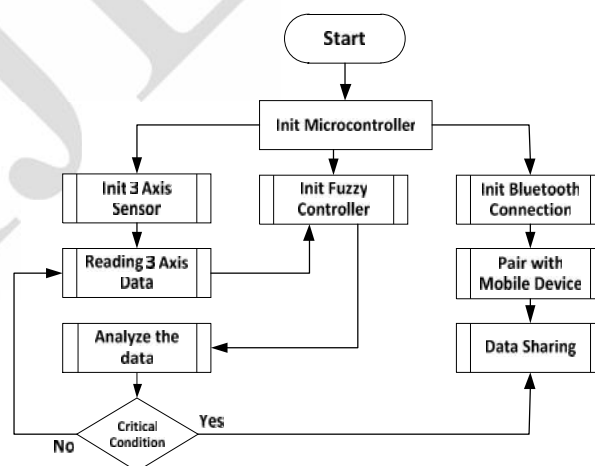 Start
Init Microcontroller
Init 3 Axis
Sensor
Init Fuzzy
Controller
Init Bluetooth
Connection
Reading 3 Axis
Data
Pair with
Mobile Device
Analyze the
data
Data Sharing
Critical
Condition
Yes
No